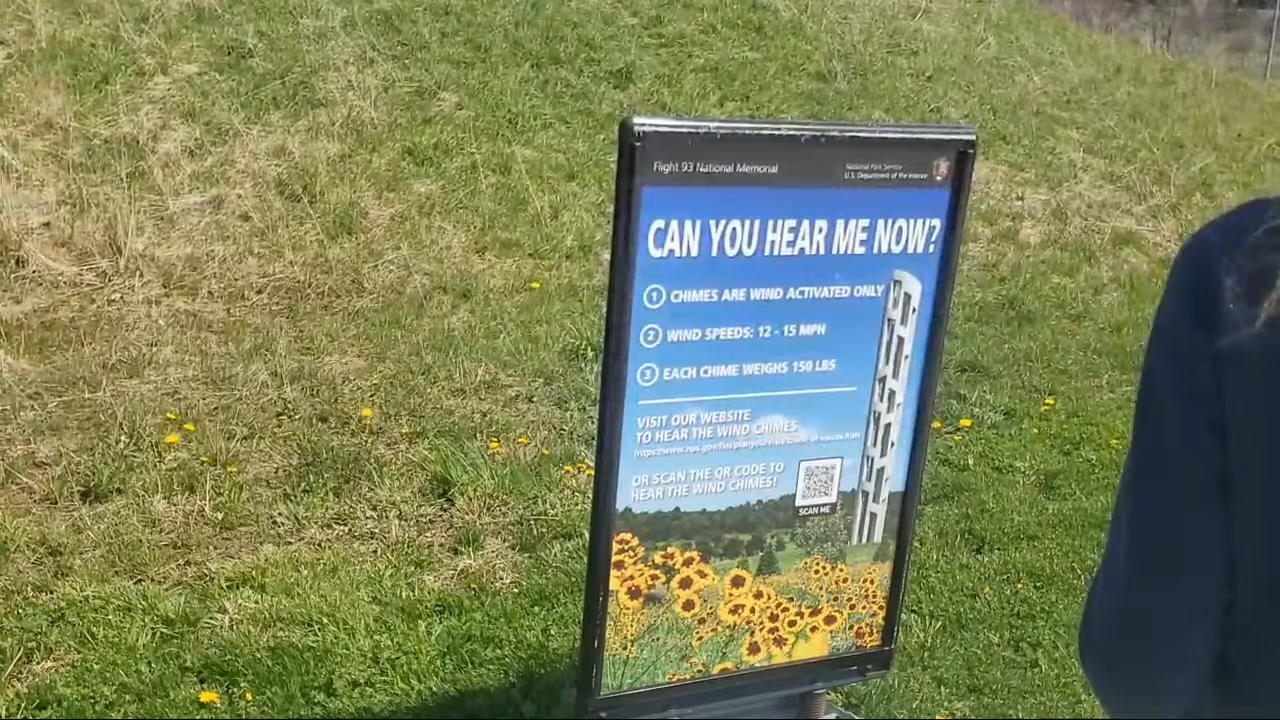 Flight 93 National Memorial
National Park Service
U.S. Department of the Interior
CAN YOU HEAR ME NOW?
1 CHIMES ARE WIND ACTIVATED ONLY
2 WIND SPEEDS: 12 - 15 MPH
3 EACH CHIME WEIGHS 150 LBS
VISIT OUR WEBSITE
TO HEAR THE WIND CHIMES
OR SCAN THE QR CODE TO
HEAR THE WIND CHIMES!
SCAN ME